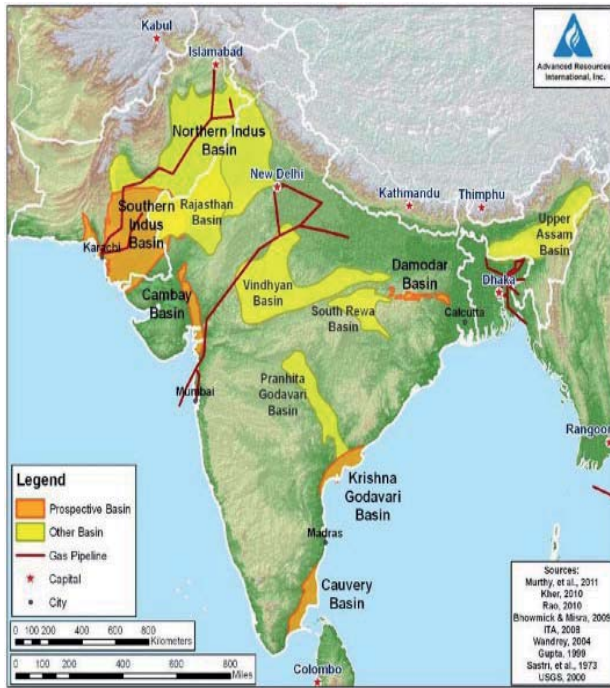 Kabul
Islamabad
Advanced Resources
International, Inc.
Northern Indus
Basin
New Delhi
Southern
Indus
Basin
Rajasthan
Basin
Karachi
Kathmandu
Thimphu
Upper
Assam
Basin
Cambay
Basin
Vindhyan
Basin
Damodar
Basin
Dhaka
South Rewa
Basin
Calcutta
Mumbai
Pranhita
Godavari
Basin
Rangoon
Krishna
Godavari
Basin
Madras
Cauvery
Basin
Colombo
Legend
Prospective Basin
Other Basin
Gas Pipeline
Capital
City
0 100 200 400 600 800
Kilometers
0 100 200 400 600 800
Miles
Sources:
Murthy, et al., 2011
Kher, 2010
Rao, 2010
Bhowmick & Misra, 2009
ITA, 2008
Wandrey, 2004
Gupta, 1999
Sastri, et al., 1973
USGS, 2000